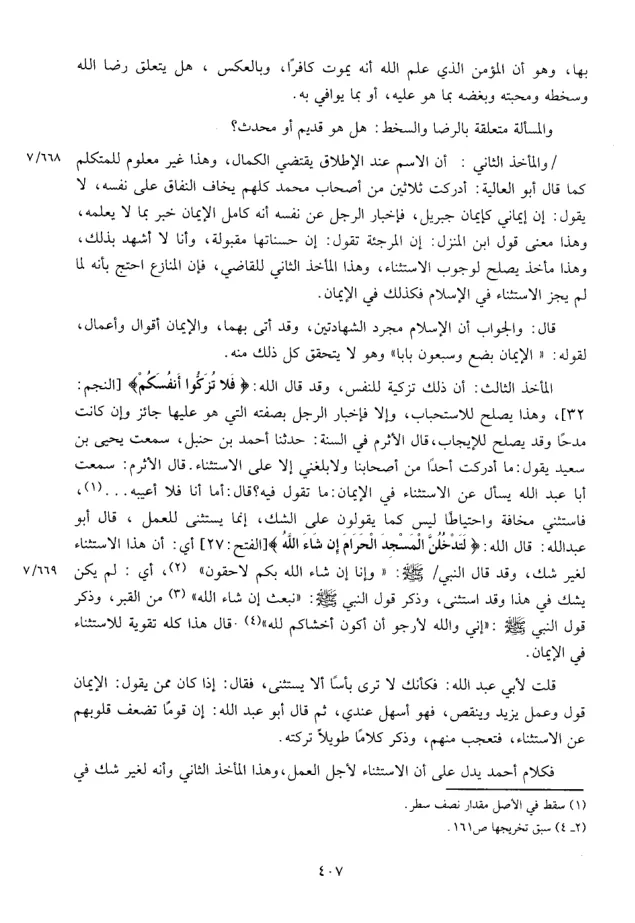 بها، وهو أن المؤمن الذي علم الله أنه يموت كافرًا، وبالعكس ، هل يتعلق رضا الله
وسخطه ومحبته وبغضه بما هو عليه، أو بما يوافي به.
والمسألة متعلقة بالرضا والسخط: هل هو قديم أو محدث؟
٧/٦٦٨ / والمأخذ الثاني : أن الاسم عند الإطلاق يقتضي الكمال، وهذا غير معلوم للمتكلم
كما قال أبو العالية: أدركت ثلاثين من أصحاب محمد كلهم يخاف النفاق على نفسه، لا
يقول: إن إيماني كإيمان جبريل، فإخبار الرجل عن نفسه أنه كامل الإيمان خبر بما لا يعلمه،
وهذا معنى قول ابن المنزل: إن المرجئة تقول: إن حسناتها مقبولة، وأنا لا أشهد بذلك،
وهذا مأخذ يصلح لوجوب الاستثناء، وهذا المأخذ الثاني للقاضي، فإن المنازع احتج بأنه لما
لم يجز الاستثناء في الإسلام فكذلك في الإيمان.
قال: والجواب أن الإسلام مجرد الشهادتين، وقد أتى بهما، والإيمان أقوال وأعمال،
لقوله: « الإيمان بضع وسبعون بابا» وهو لا يتحقق كل ذلك منه.
المأخذ الثالث: أن ذلك تزكية للنفس، وقد قال الله: ﴿ فَلا تُزَكُّوا أَنفُسَكُمْ﴾ [النجم:
٣٢]، وهذا يصلح للاستحباب، وإلا فإخبار الرجل بصفته التي هو عليها جائز وإن كانت
مدحًا وقد يصلح للإيجاب، قال الأثرم في السنة: حدثنا أحمد بن حنبل، سمعت يحيى بن
سعيد يقول: ما أدركت أحدًا من أصحابنا ولابلغني إلا على الاستثناء. قال الأثرم: سمعت
أبا عبد الله يسأل عن الاستثناء في الإيمان: ما تقول فيه؟ قال: أما أنا فلا أعيبه...(١)،
فاستثني مخافة واحتياطًا ليس كما يقولون على الشك، إنما يستثنى للعمل ، قال أبو
عبدالله: قال الله: ﴿ لَتَدْخُلُنَّ الْمَسْجِدَ الْحَرَامَ إِن شَاءَ اللَّهُ ﴾[الفتح:٢٧] أي: أن هذا الاستثناء
٧/٦٦٩ لغير شك، وقد قال النبي/ ﷺ: « وإنا إن شاء الله بكم لاحقون» (٢)، أي : لم يكن
يشك في هذا وقد استثنى، وذكر قول النبي ﷺ: «نبعث إن شاء الله» (٣) من القبر، وذكر
قول النبي ﷺ :«إني والله لأرجو أن أكون أخشاكم لله»(٤). قال هذا كله تقوية للاستثناء
في الإيمان.
قلت لأبي عبد الله: فكأنك لا ترى بأسًا ألا يستثنى، فقال: إذا كان ممن يقول: الإيمان
قول وعمل يزيد وينقص، فهو أسهل عندي، ثم قال أبو عبد الله: إن قومًا تضعف قلوبهم
عن الاستثناء، فتعجب منهم، وذكر كلامًا طويلاً تركته.
فكلام أحمد يدل على أن الاستثناء لأجل العمل، وهذا المأخذ الثاني وأنه لغير شك في
(١) سقط في الأصل مقدار نصف سطر.
(٢ـ ٤) سبق تخريجها ص١٦١.
٤٠٧